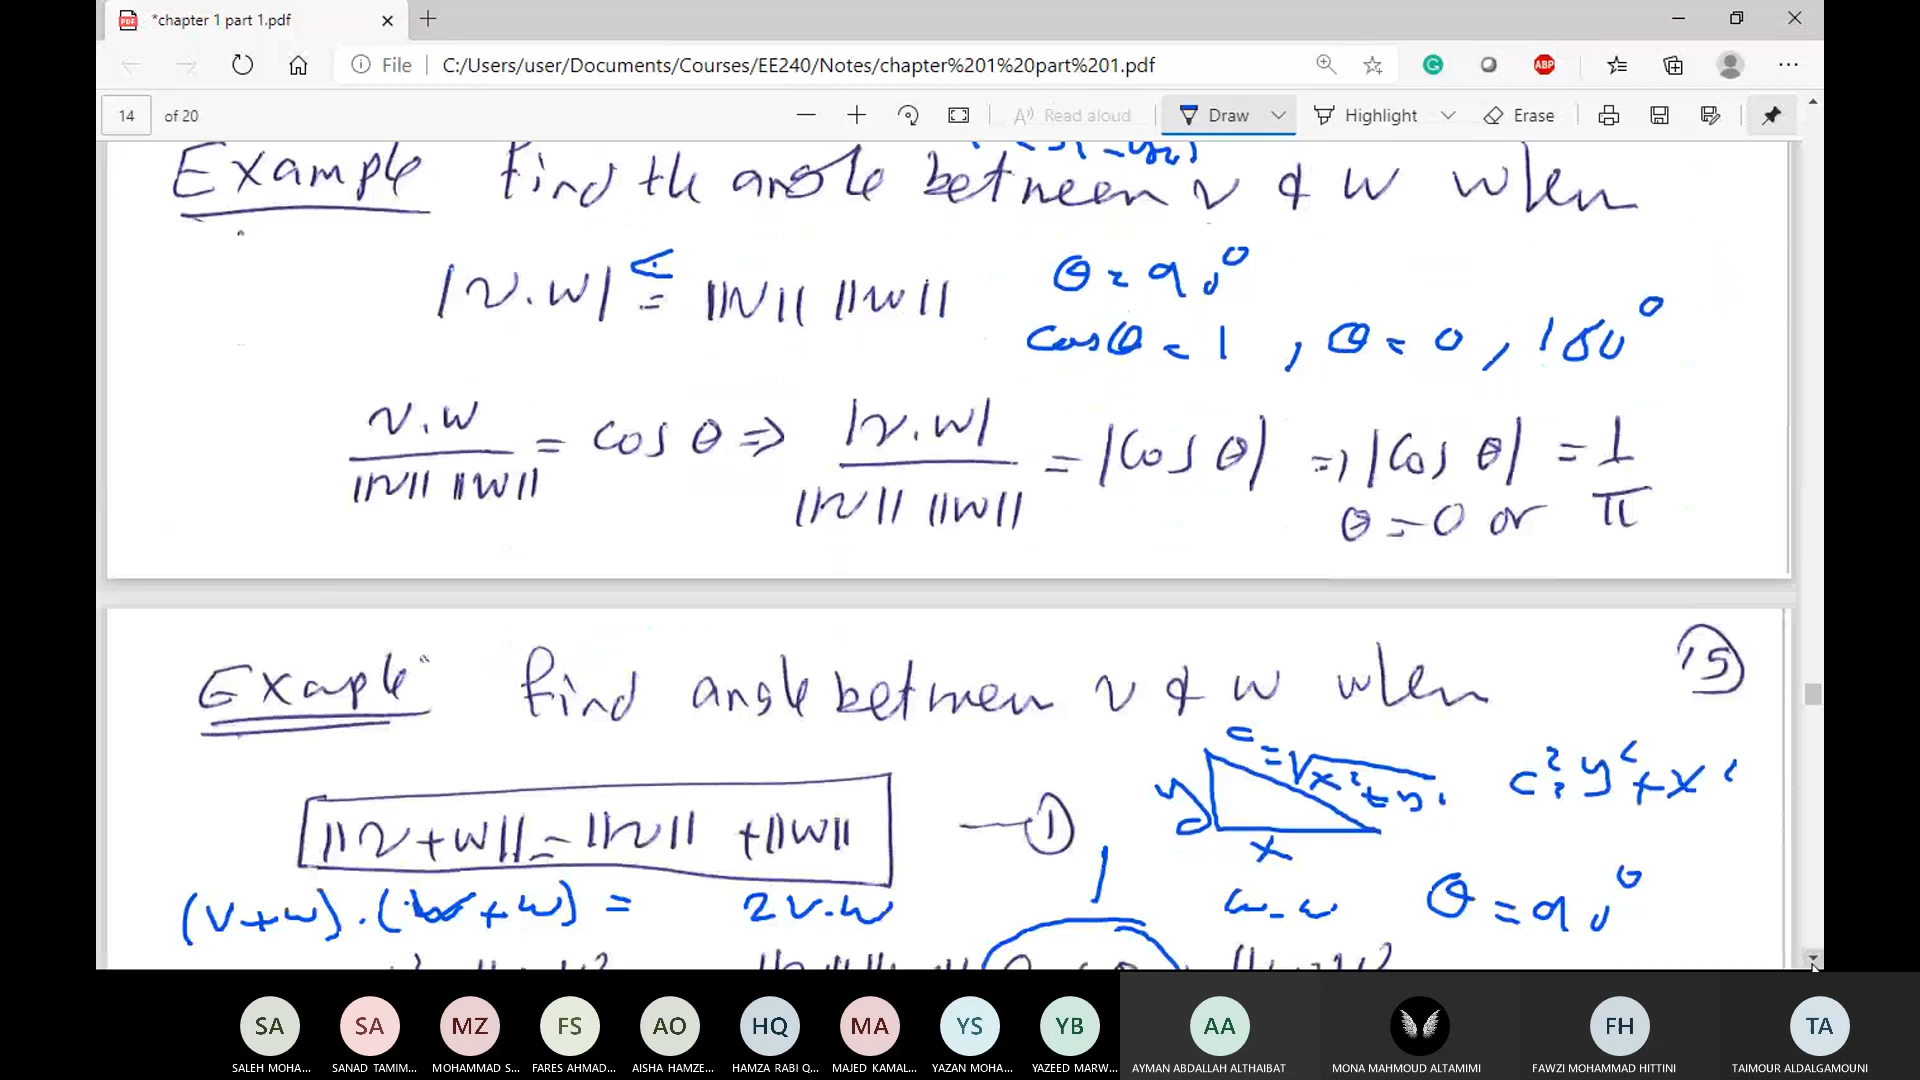 *chapter 1 part 1.pdf
File C:/Users/user/Documents/Courses/EE240/Notes/chapter%201%20part%201.pdf
ABP
14 of 20 Read aloud Draw Highlight Erase
Example find the angle between v & w when
|v.w| ≤ = ||v|| ||w|| θ = 90°
cos θ = 1 , θ = 0 , 180°
v.w / ||v|| ||w|| = cos θ ⇒ |v.w| / ||v|| ||w|| = |cos θ| ⇒ |cos θ| = 1
θ = 0 or π
15
Example find angle between v & w when
c = √x²+y² c² = y² + x²
y
x
||v+w|| = ||v|| + ||w|| — 1
(v+w).(v+w) = 2v.w w.w θ = 90°
SA SA MZ FS AO HQ MA YS YB AA FH TA
SALEH MOHA... SANAD TAMIM... MOHAMMAD S... FARES AHMAD... AISHA HAMZE... HAMZA RABI Q... MAJED KAMAL... YAZAN MOHA... YAZEED MARW... AYMAN ABDALLAH ALTHAIBAT MONA MAHMOUD ALTAMIMI FAWZI MOHAMMAD HITTINI TAIMOUR ALDALGAMOUNI